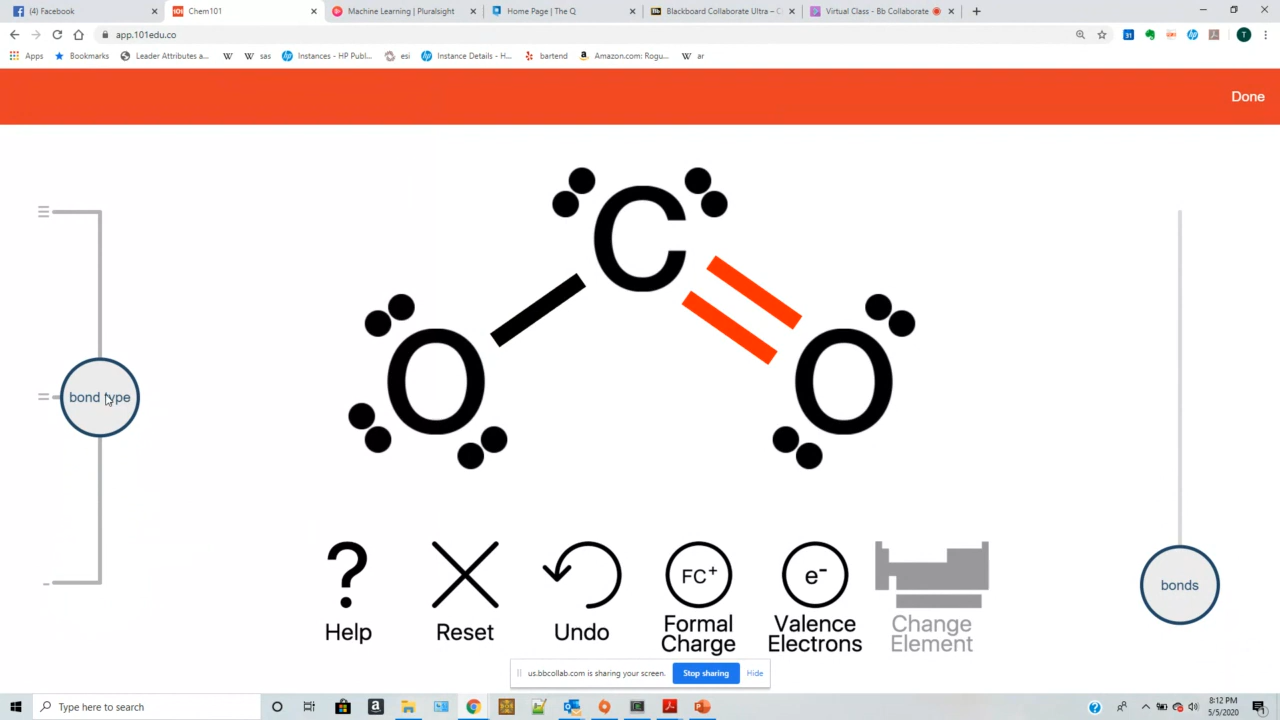 (4) Facebook
Chem101
Machine Learning | Pluralsight
Home Page | The Q
Blackboard Collaborate Ultra – C
Virtual Class - Bb Collaborate
app.101edu.co
Apps
Bookmarks
Leader Attributes a...
sas
Instances - HP Publ...
esi
Instance Details - H...
bartend
Amazon.com: Rogu...
ar
Done
C
O
O
bond type
bonds
?
FC+
e-
Help
Reset
Undo
Formal
Charge
Valence
Electrons
Change
Element
us.bbcollab.com is sharing your screen.
Stop sharing
Hide
Type here to search
8:12 PM
5/5/2020